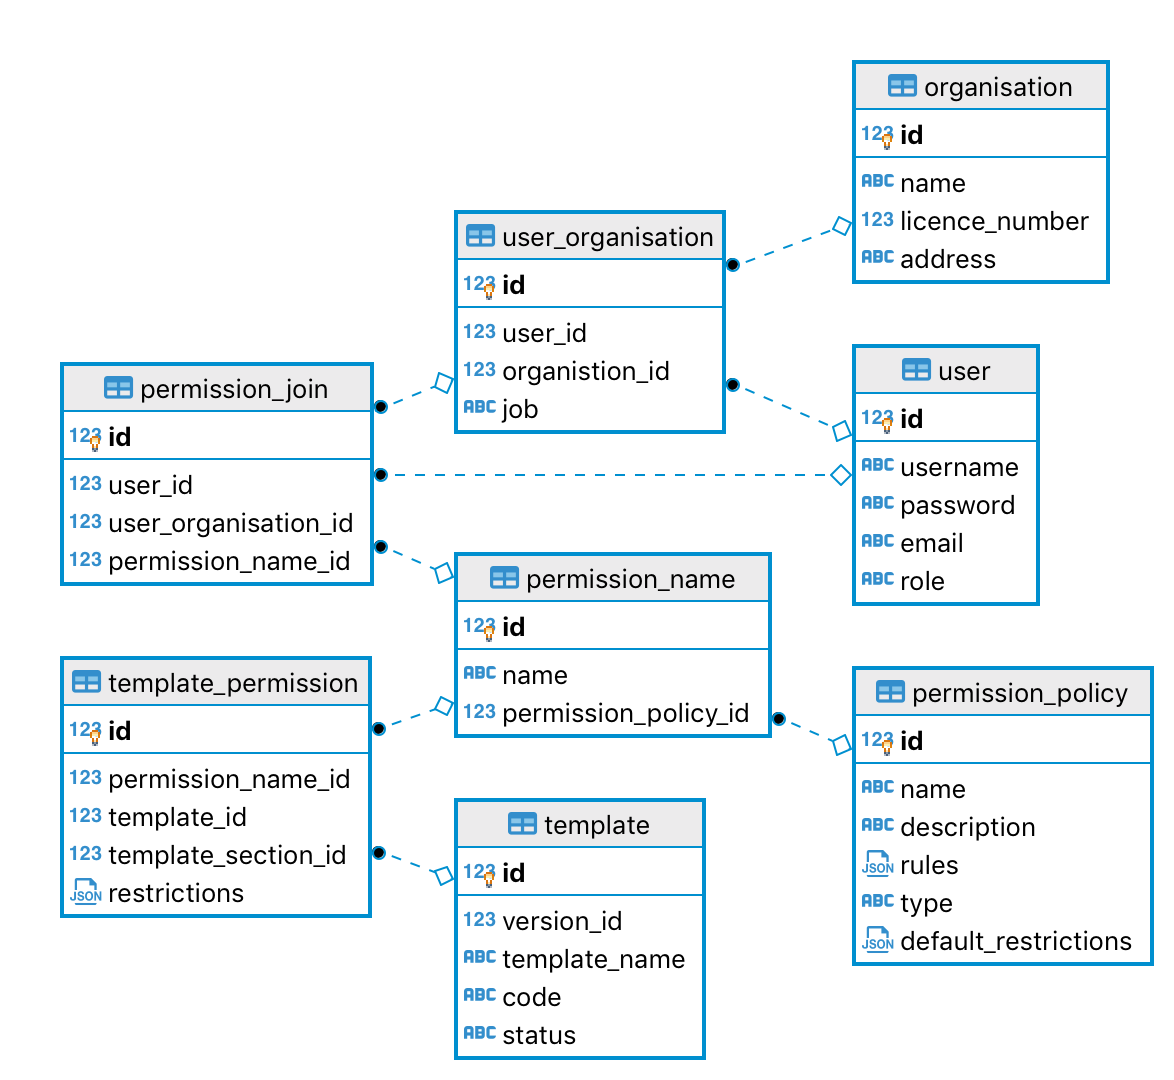 organisation
123 id
ABC name
123 licence_number
ABC address
user_organisation
123 id
123 user_id
123 organistion_id
ABC job
user
123 id
ABC username
ABC password
ABC email
ABC role
permission_join
123 id
123 user_id
123 user_organisation_id
123 permission_name_id
permission_name
123 id
ABC name
123 permission_policy_id
template_permission
123 id
123 permission_name_id
123 template_id
123 template_section_id
JSON restrictions
permission_policy
123 id
ABC name
ABC description
JSON rules
ABC type
JSON default_restrictions
template
123 id
123 version_id
ABC template_name
ABC code
ABC status